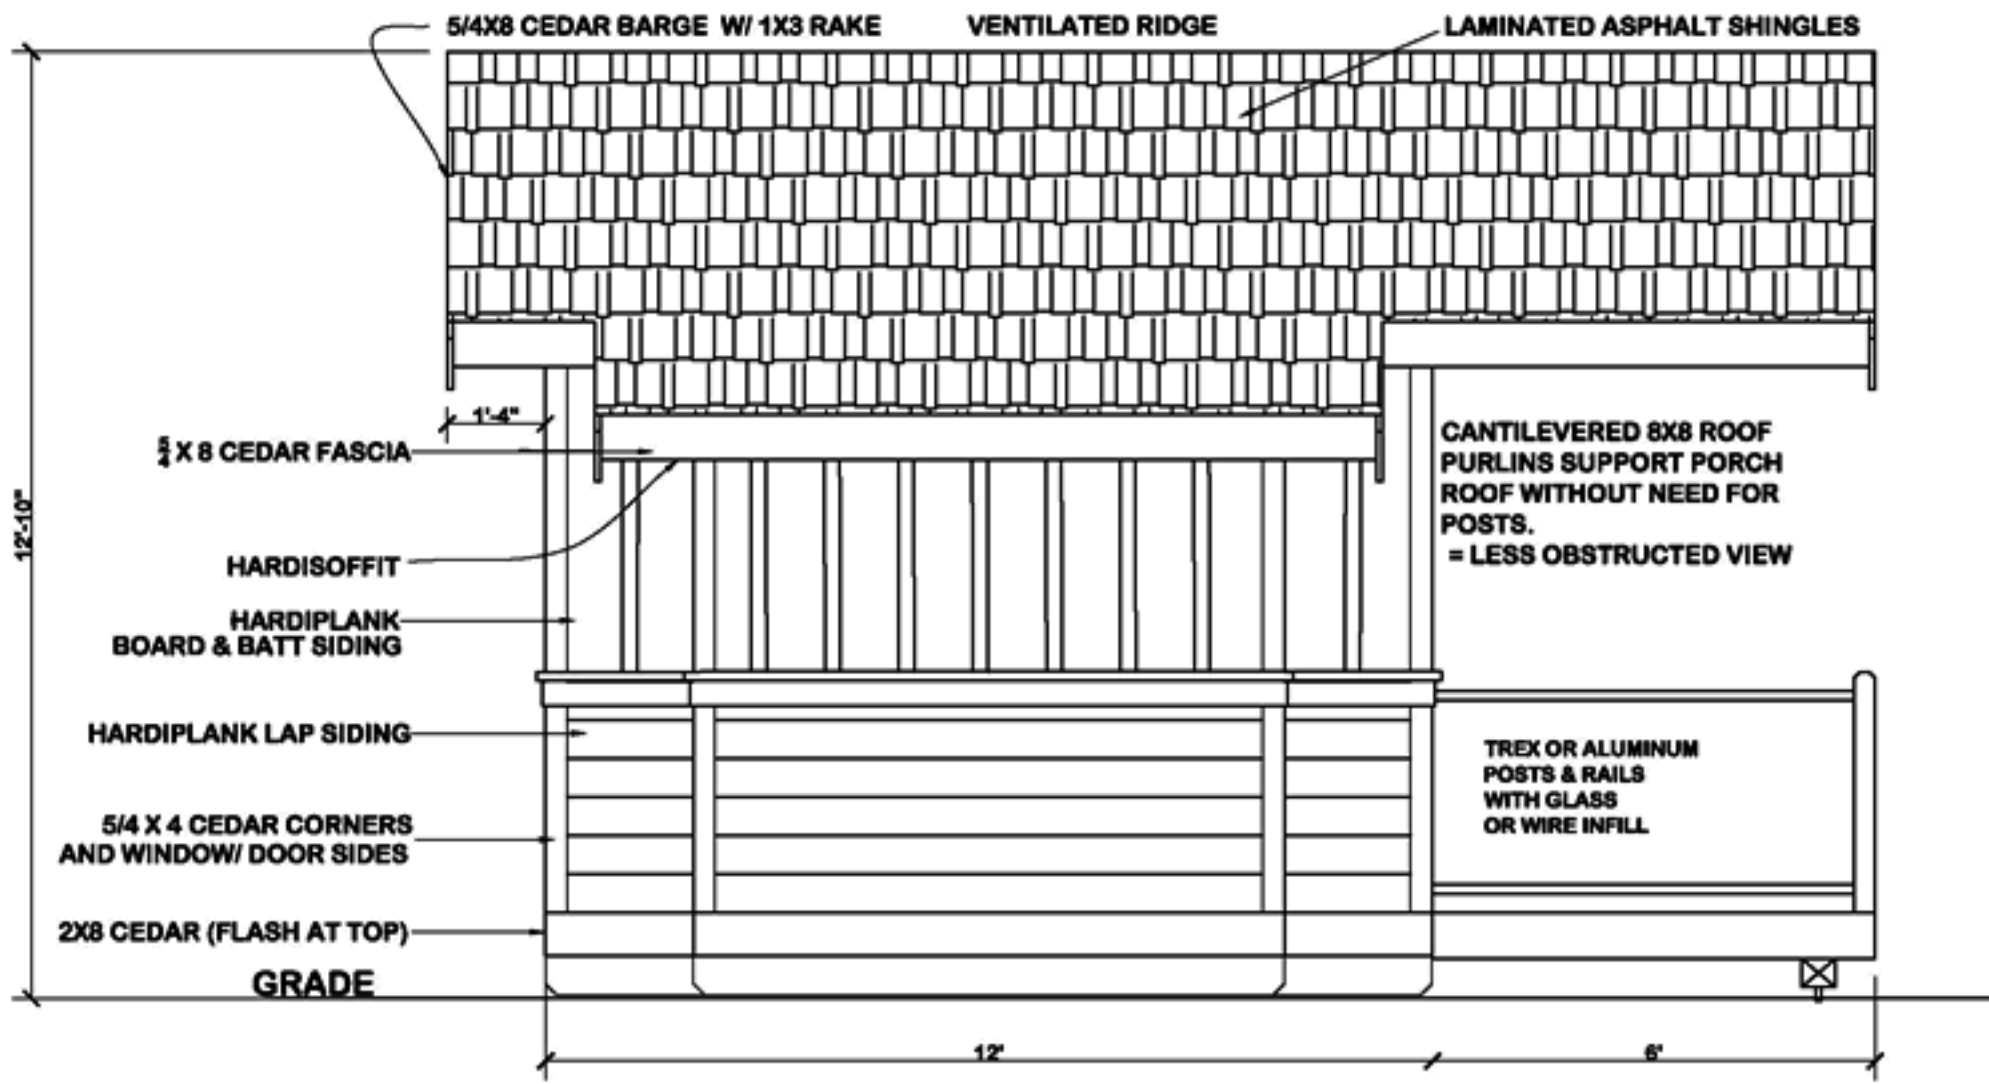 5/4X8 CEDAR BARGE W/ 1X3 RAKE
VENTILATED RIDGE
LAMINATED ASPHALT SHINGLES
1'-4"
5/4 X 8 CEDAR FASCIA
CANTILEVERED 8X8 ROOF
PURLINS SUPPORT PORCH
ROOF WITHOUT NEED FOR
POSTS.
= LESS OBSTRUCTED VIEW
12'-10"
HARDISOFFIT
HARDIPLANK
BOARD & BATT SIDING
HARDIPLANK LAP SIDING
TREX OR ALUMINUM
POSTS & RAILS
WITH GLASS
OR WIRE INFILL
5/4 X 4 CEDAR CORNERS
AND WINDOW/ DOOR SIDES
2X8 CEDAR (FLASH AT TOP)
GRADE
12'
6'